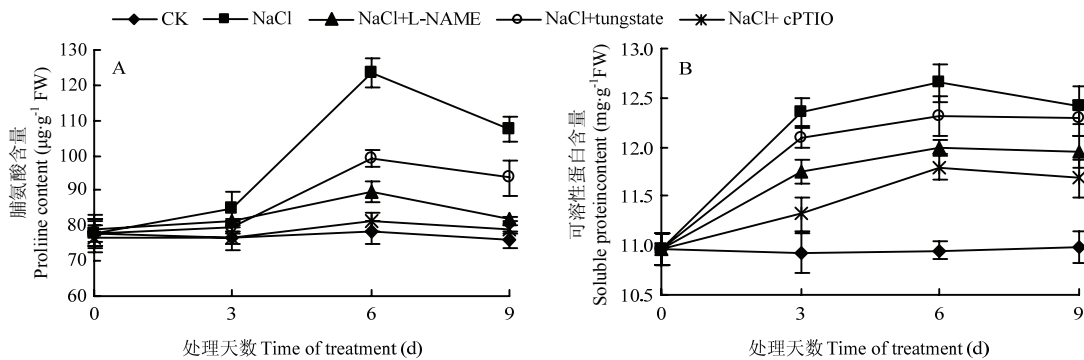 CK NaCl NaCl+L-NAME NaCl+tungstate NaCl+ cPTIO
A
脯氨酸含量
Proliine content (μg·g⁻¹ FW)
130
120
110
100
90
80
70
60
0 3 6 9
处理天数 Time of treatment (d)
B
可溶性蛋白含量
Soluble proteincontent (mg·g⁻¹FW)
13.0
12.5
12.0
11.5
11.0
10.5
0 3 6 9
处理天数 Time of treatment (d)